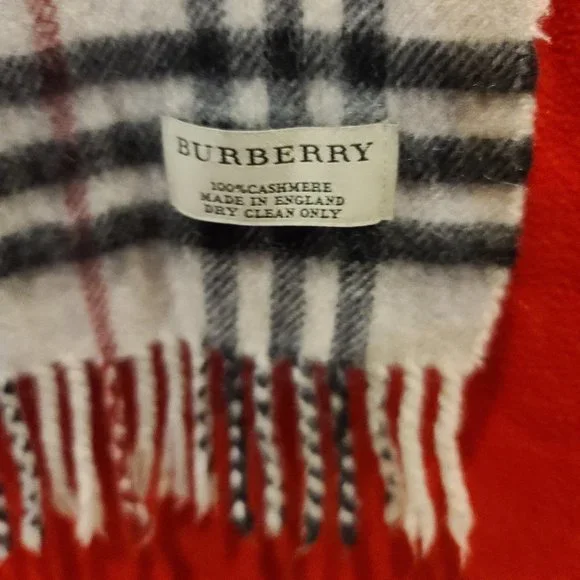 BURBERRY
100%CASHMERE
MADE IN ENGLAND
DRY CLEAN ONLY